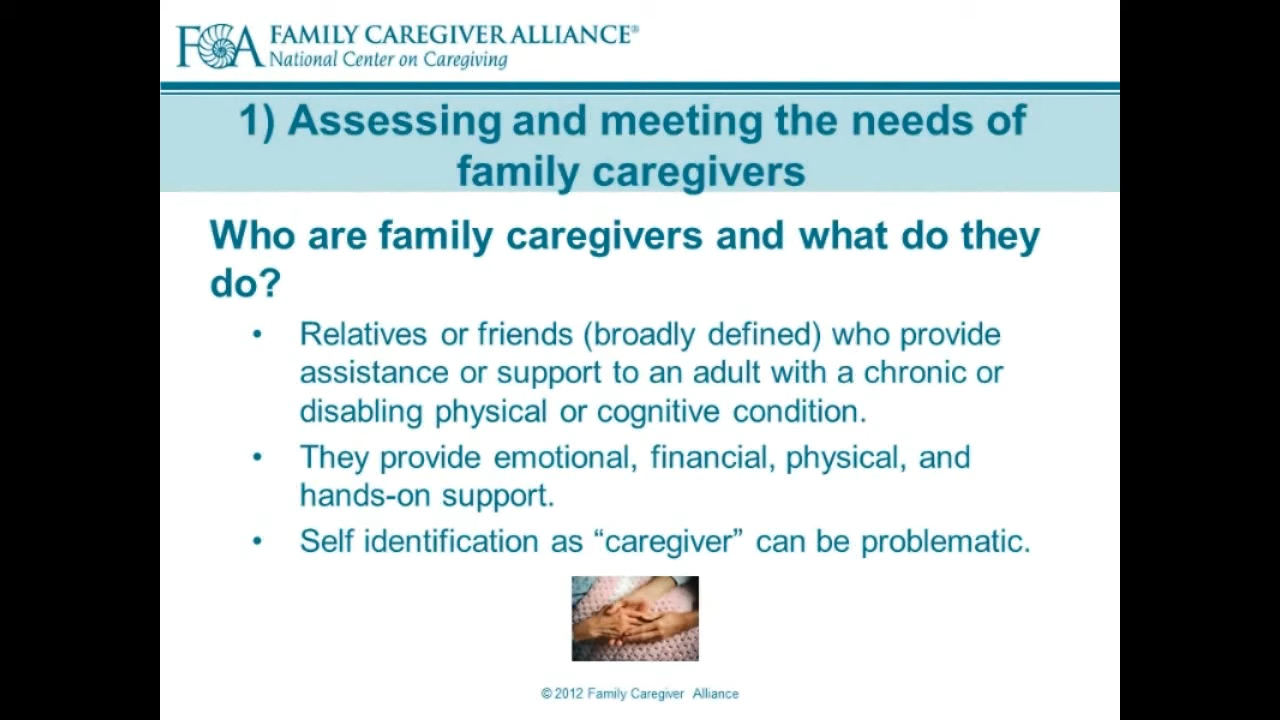 FCA FAMILY CAREGIVER ALLIANCE®
National Center on Caregiving
1) Assessing and meeting the needs of
family caregivers
Who are family caregivers and what do they
do?
• Relatives or friends (broadly defined) who provide
assistance or support to an adult with a chronic or
disabling physical or cognitive condition.
• They provide emotional, financial, physical, and
hands-on support.
• Self identification as “caregiver” can be problematic.
© 2012 Family Caregiver Alliance